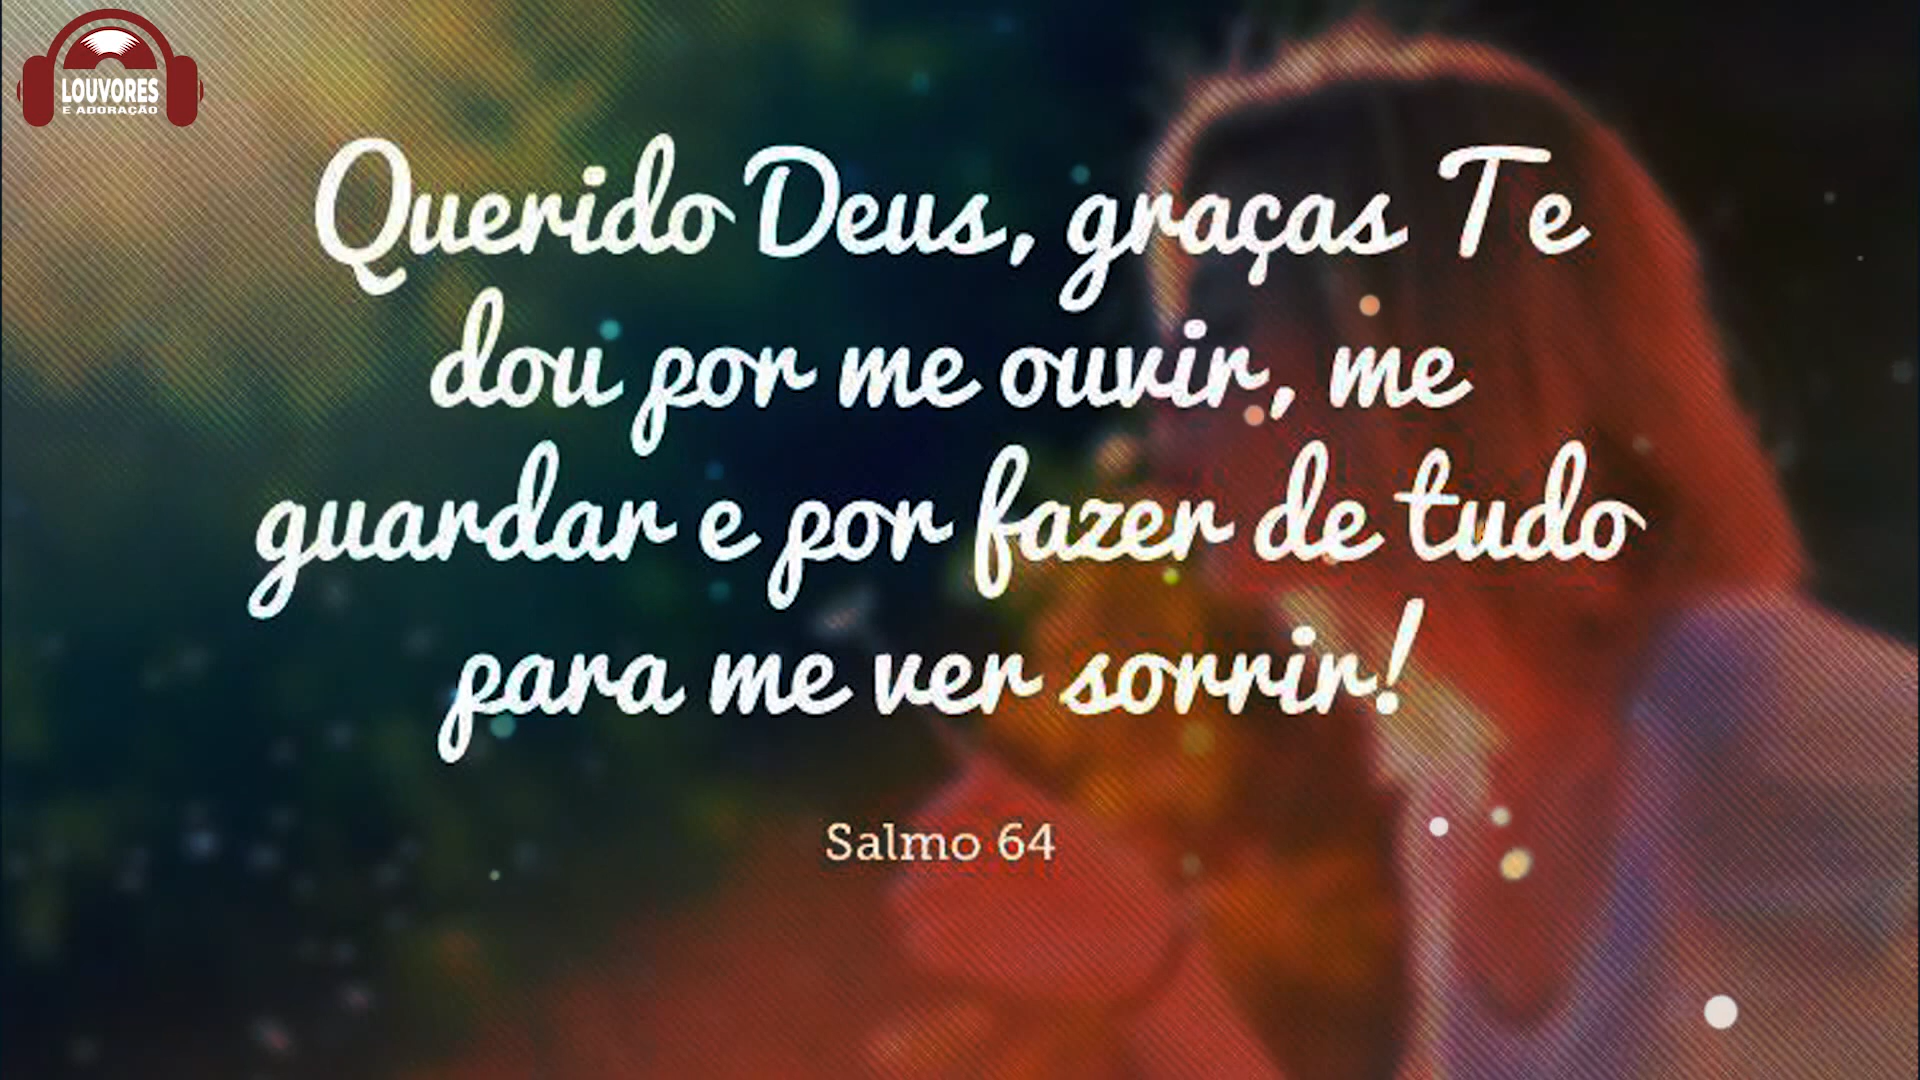 LOUVORES
E ADORAÇÃO
Querido Deus, graças Te
dou por me ouvir, me
guardar e por fazer de tudo
para me ver sorrir!
Salmo 64